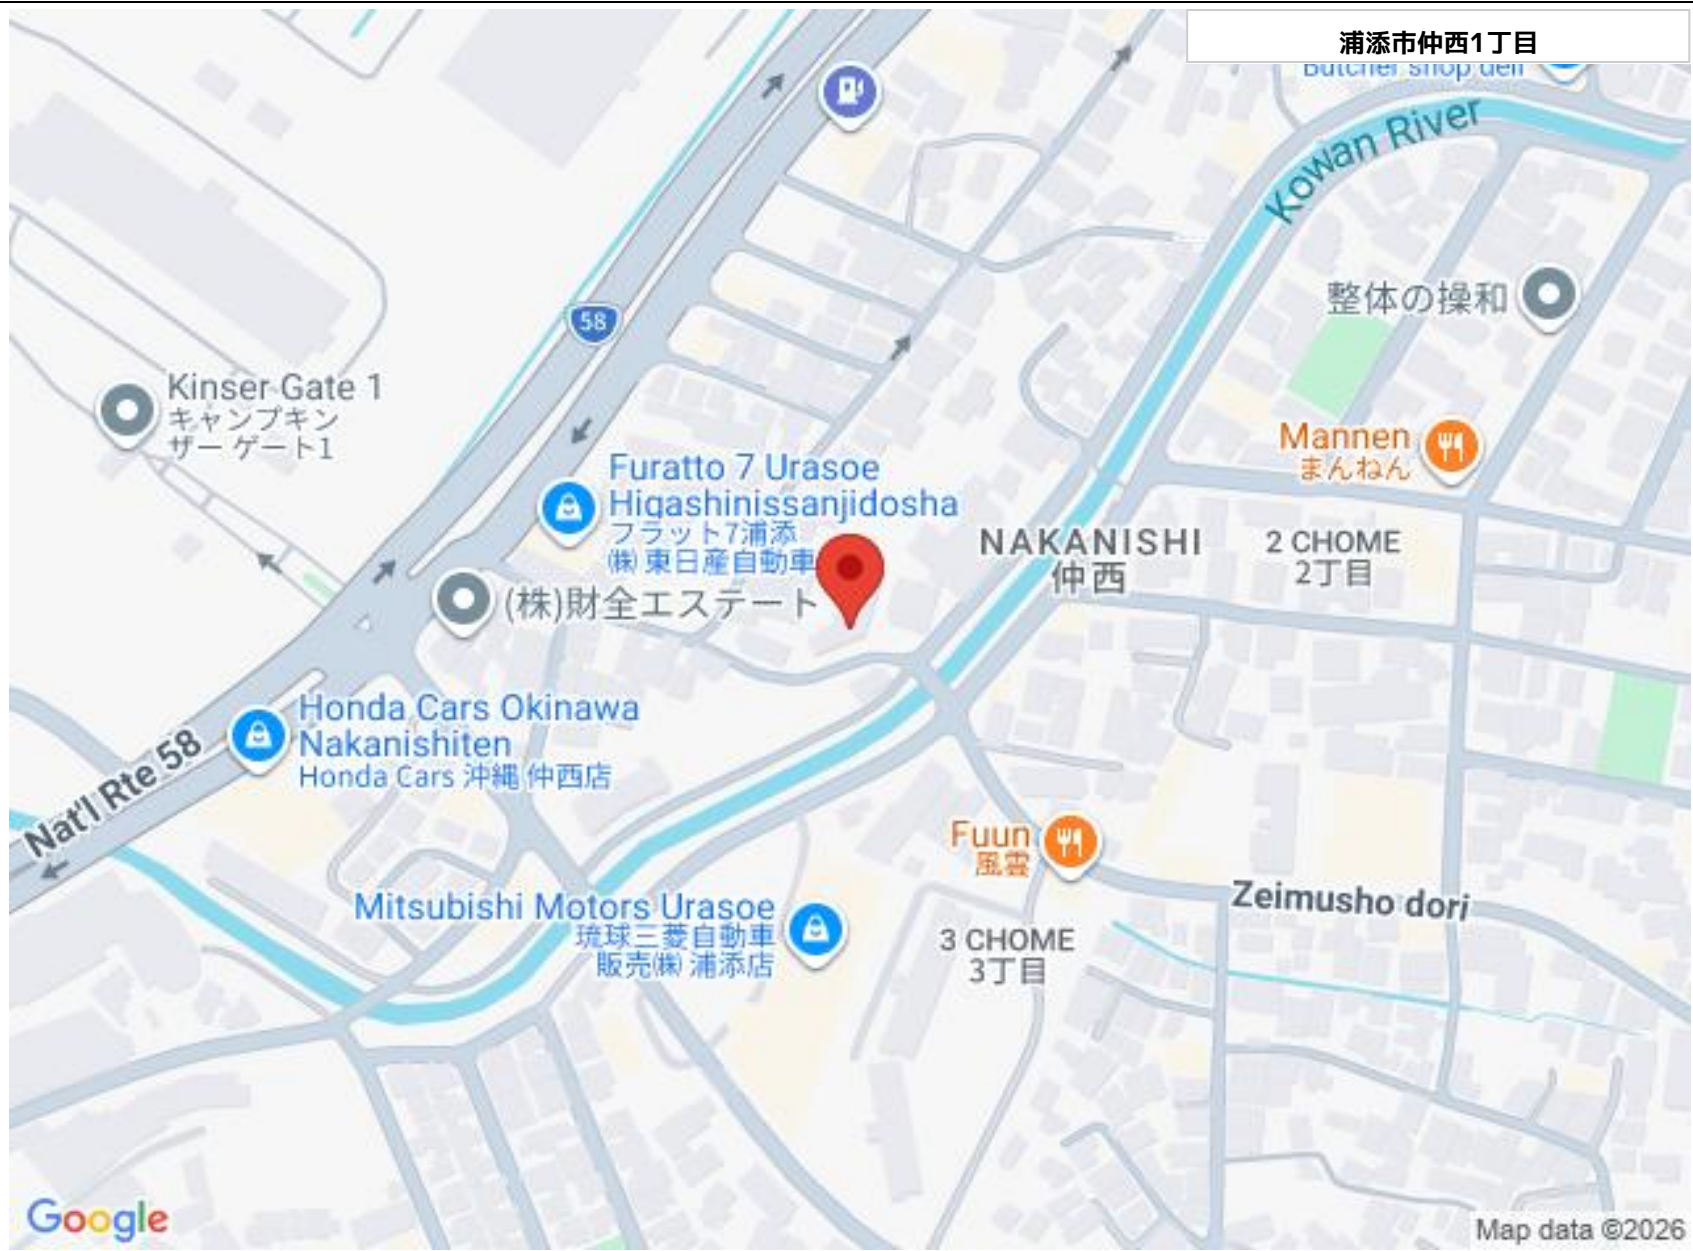 浦添市仲西1丁目
Butcher shop deli
Kowan River
整体の操和
58
Kinser Gate 1
キャンプキン
ザー ゲート1
Mannen
まんねん
Furatto 7 Urasoe
Higashinissanjidosha
フラット7浦添
㈱ 東日産自動車
NAKANISHI
仲西
2 CHOME
2丁目
(株)財全エステート
Honda Cars Okinawa
Nakanishiten
Honda Cars 沖縄 仲西店
Nat'l Rte 58
Fuun
風雲
Zeimusho dori
Mitsubishi Motors Urasoe
琉球三菱自動車
販売㈱ 浦添店
3 CHOME
3丁目
Google
Map data ©2026